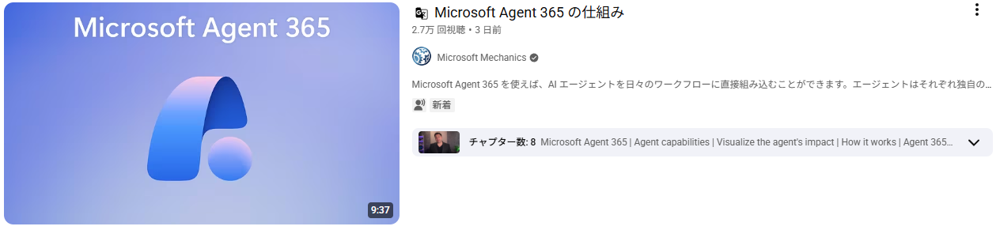 Microsoft Agent 365
9:37
Microsoft Agent 365 の仕組み
2.7万 回視聴・3 日前
Microsoft Mechanics
Microsoft Agent 365 を使えば、AI エージェントを日々のワークフローに直接組み込むことができます。エージェントはそれぞれ独自の...
新着
チャプター数: 8 Microsoft Agent 365 | Agent capabilities | Visualize the agent's impact | How it works | Agent 365...